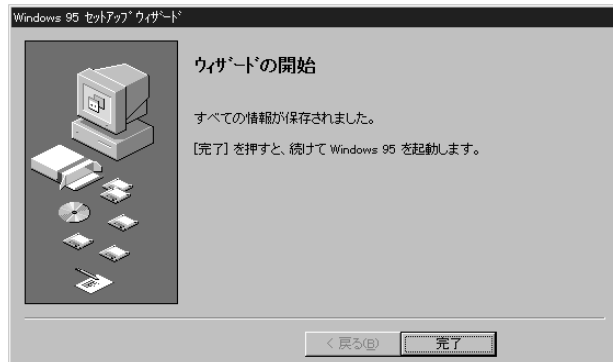 Windows 95 ｾｯﾄｱｯﾌﾟ ｳｨｻﾞｰﾄﾞ
ｳｨｻﾞｰﾄﾞの開始
すべての情報が保存されました。
[完了] を押すと、続けて Windows 95 を起動します。
< 戻る(B)
完了